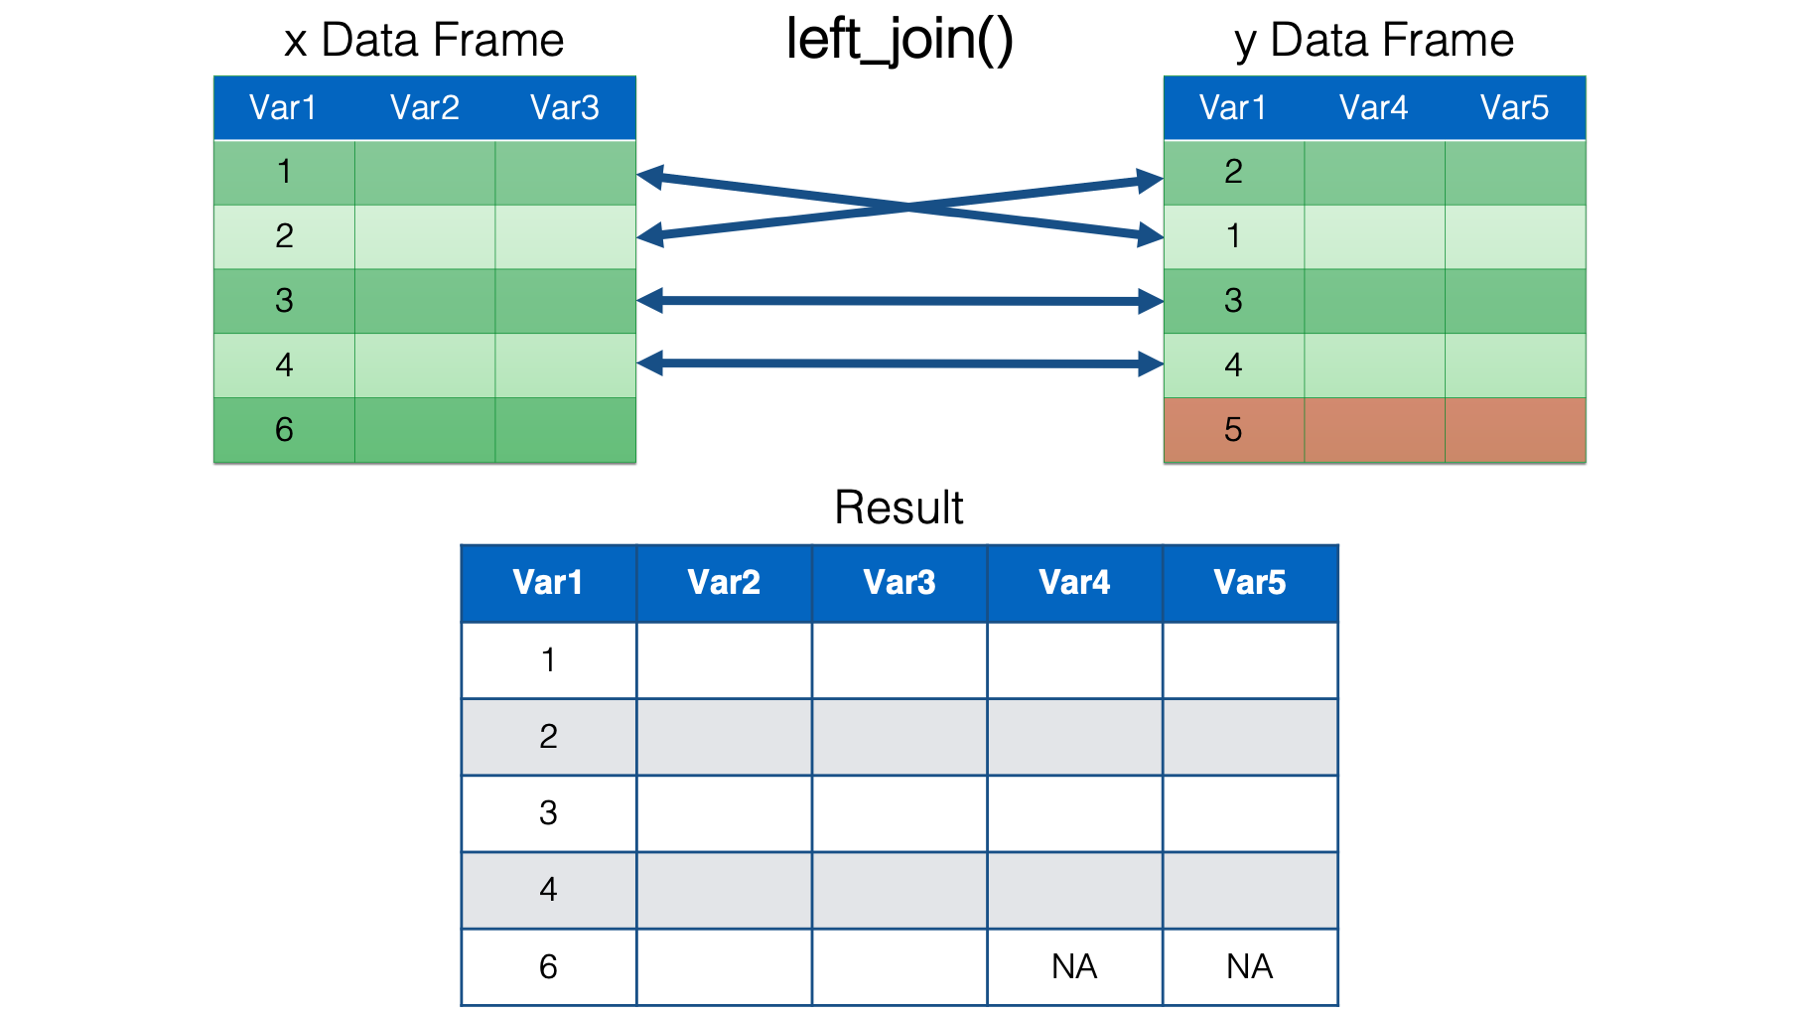 x Data Frame
left_join()
y Data Frame
Var1 Var2 Var3
1
2
3
4
6
Var1 Var4 Var5
2
1
3
4
5
Result
Var1 Var2 Var3 Var4 Var5
1
2
3
4
6 NA NA